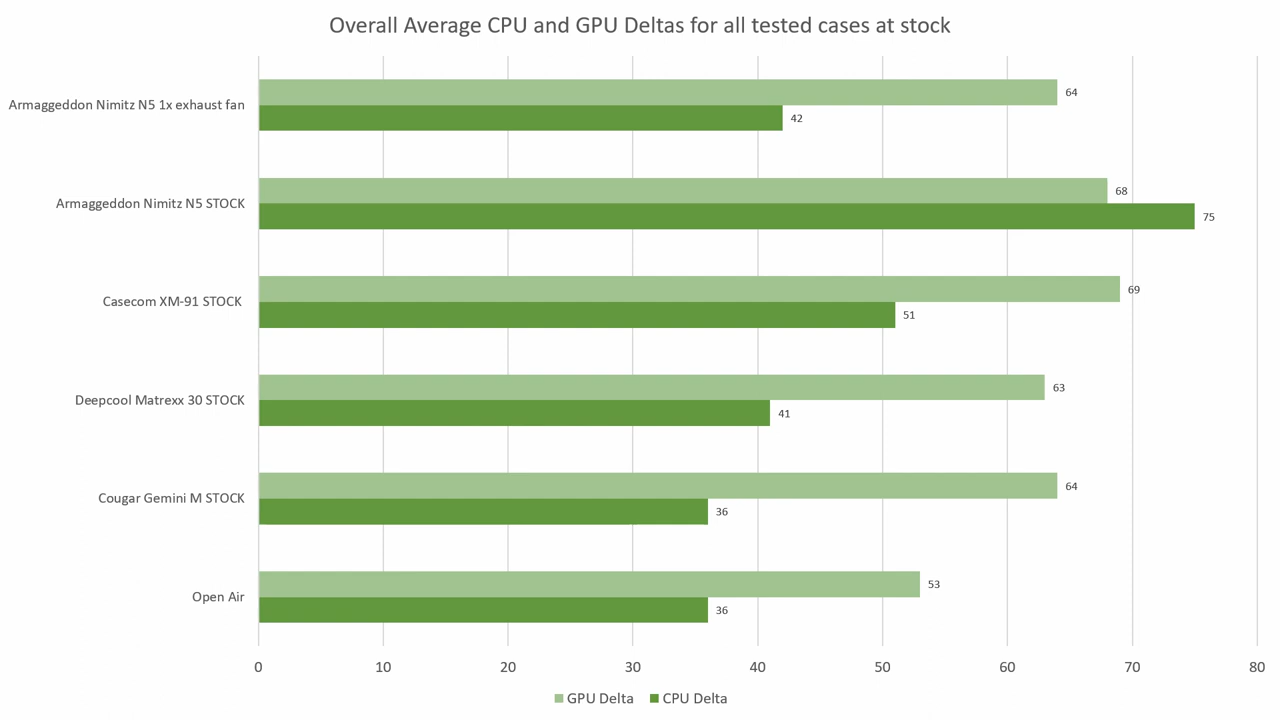 Overall Average CPU and GPU Deltas for all tested cases at stock
Armaggeddon Nimitz N5 1x exhaust fan
64
42
Armaggeddon Nimitz N5 STOCK
68
75
Casecom XM-91 STOCK
69
51
Deepcool Matrexx 30 STOCK
63
41
Cougar Gemini M STOCK
64
36
Open Air
53
36
0 10 20 30 40 50 60 70 80
GPU Delta CPU Delta